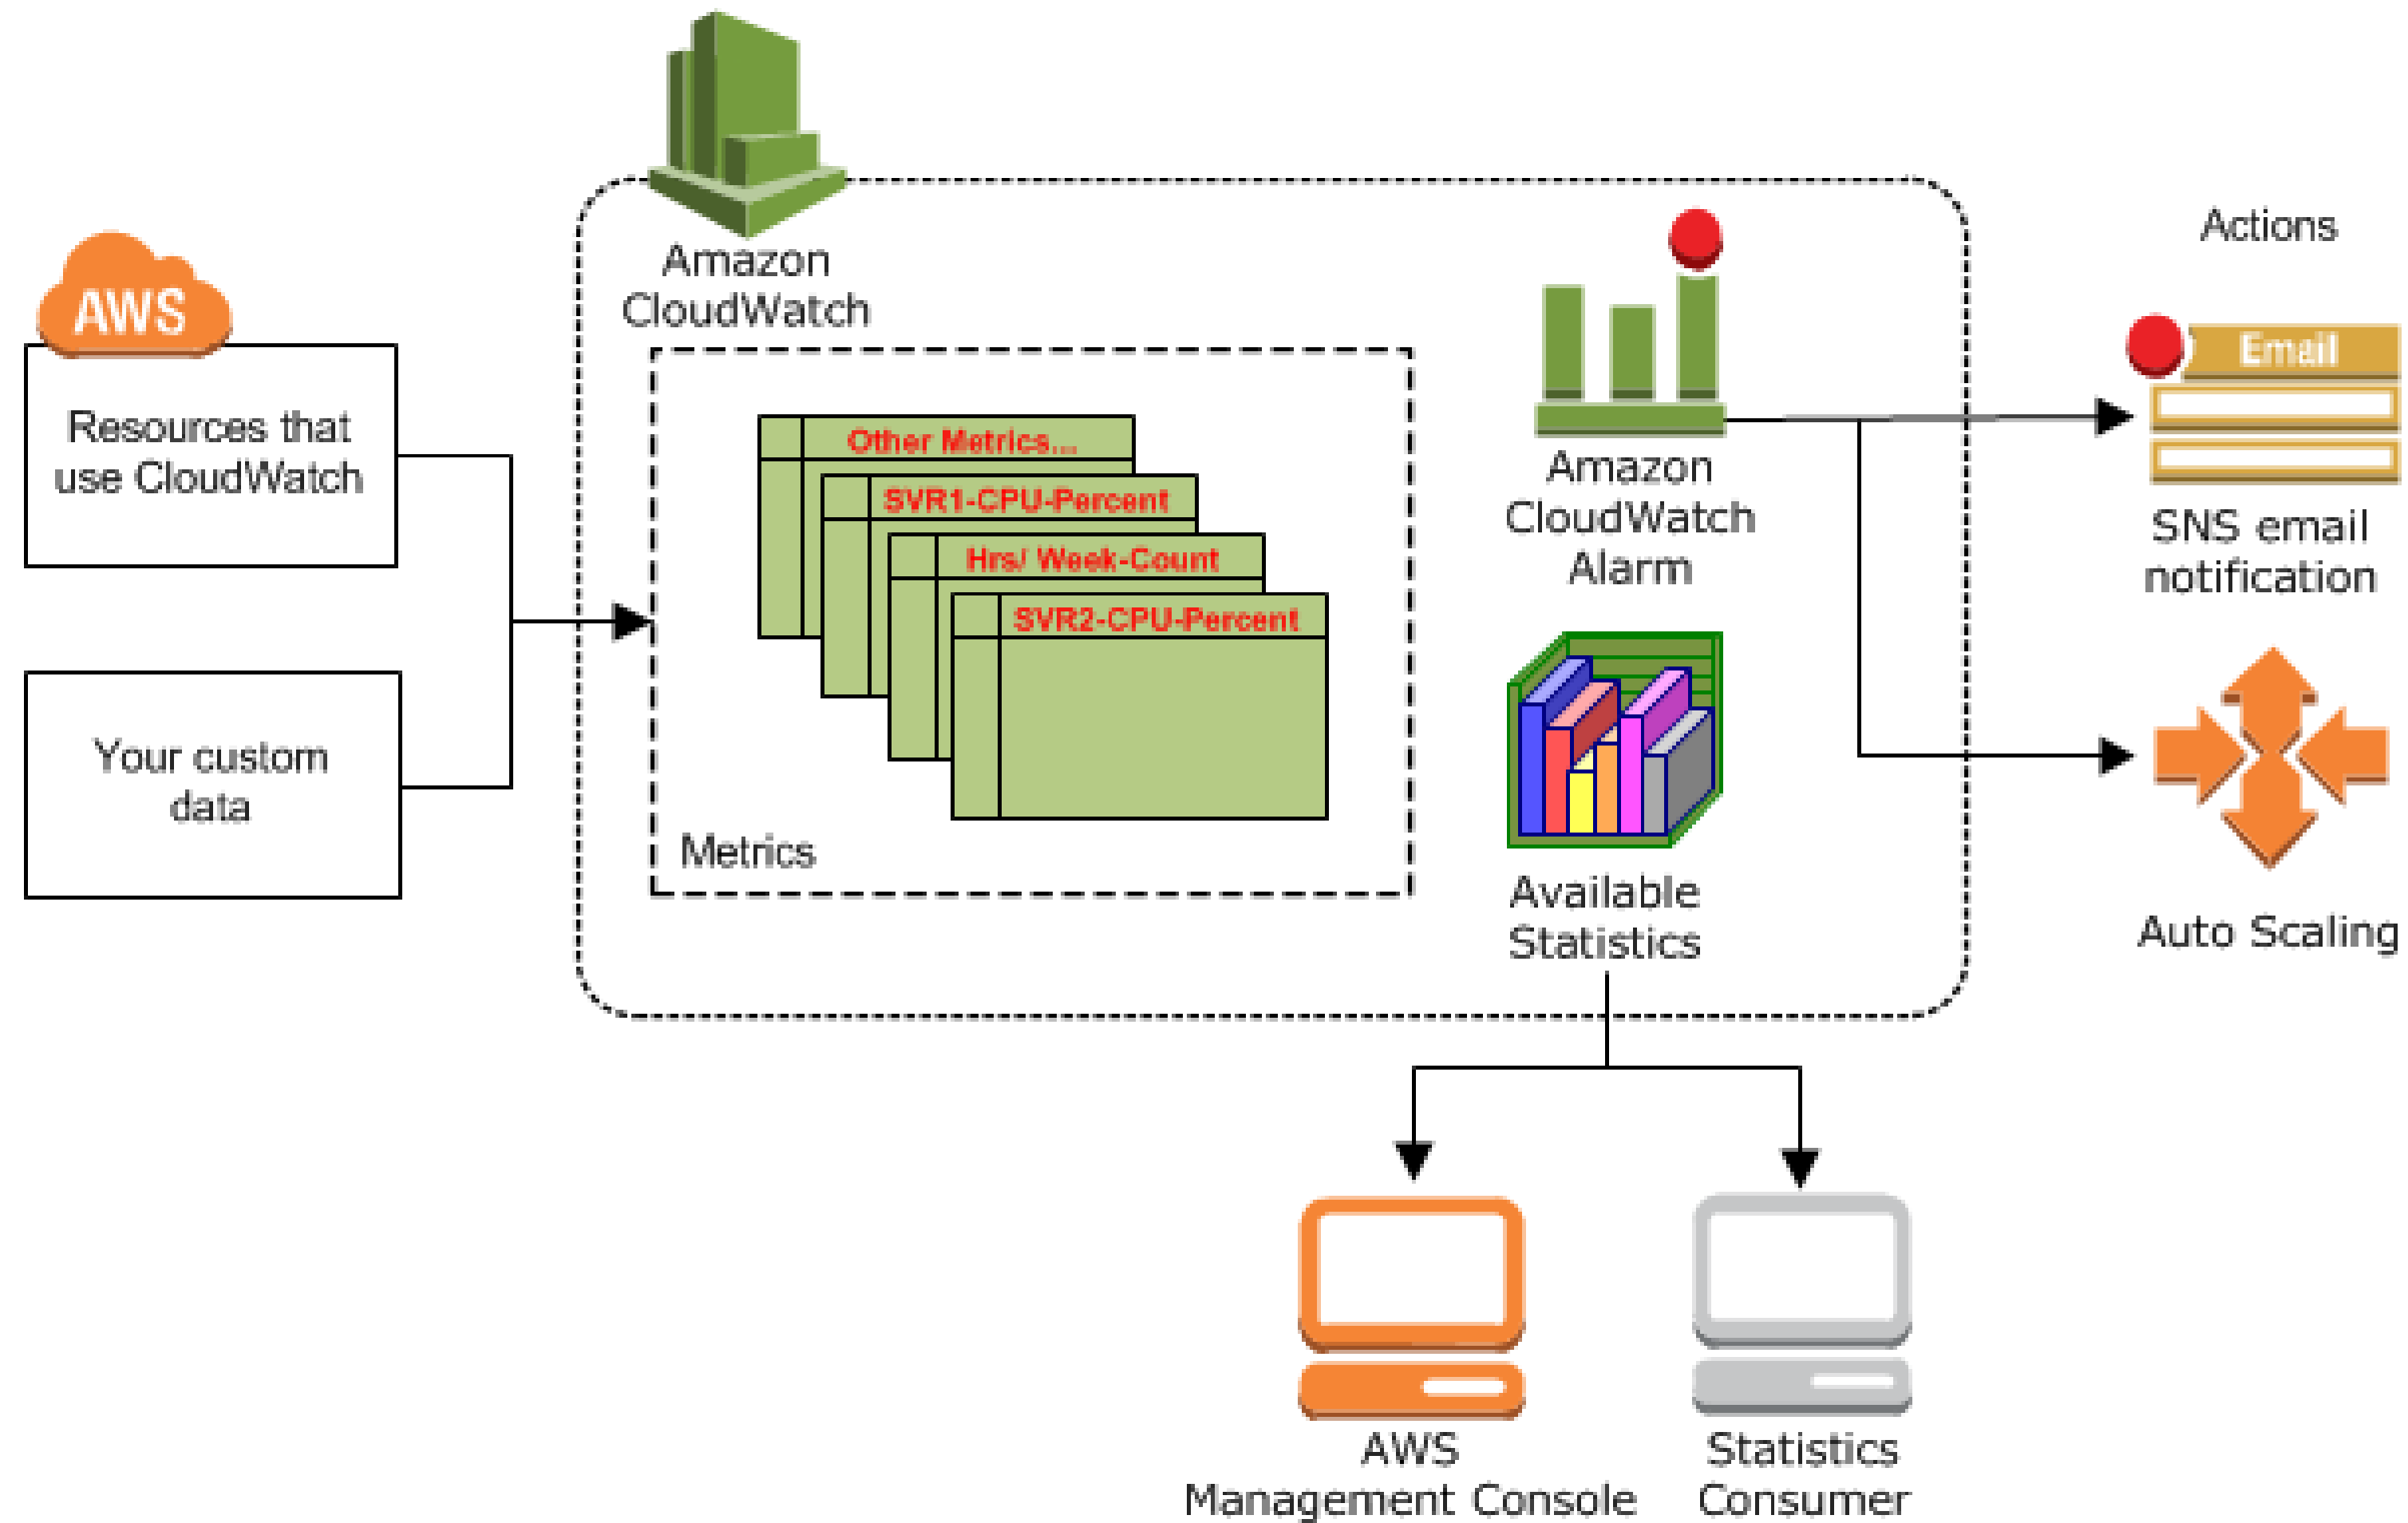 Amazon
CloudWatch
AWS
Resources that
use CloudWatch
Your custom
data
Other Metrics...
SVR1-CPU-Percent
Hrs/ Week-Count
SVR2-CPU-Percent
Metrics
Amazon
CloudWatch
Alarm
Available
Statistics
Actions
Email
SNS email
notification
Auto Scaling
AWS
Management Console
Statistics
Consumer